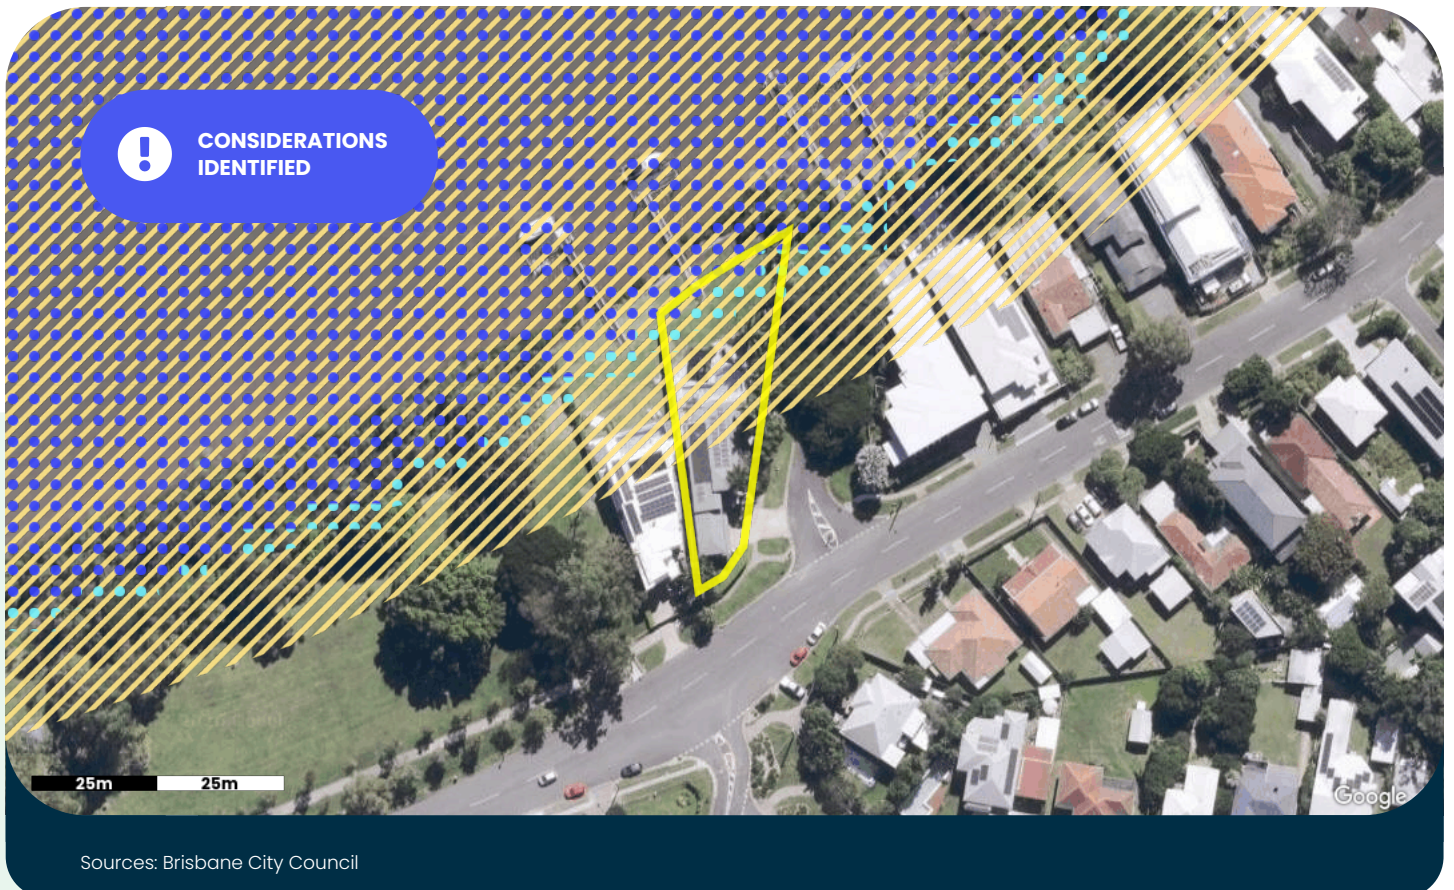 CONSIDERATIONS
IDENTIFIED
25m 25m
Google
Sources: Brisbane City Council